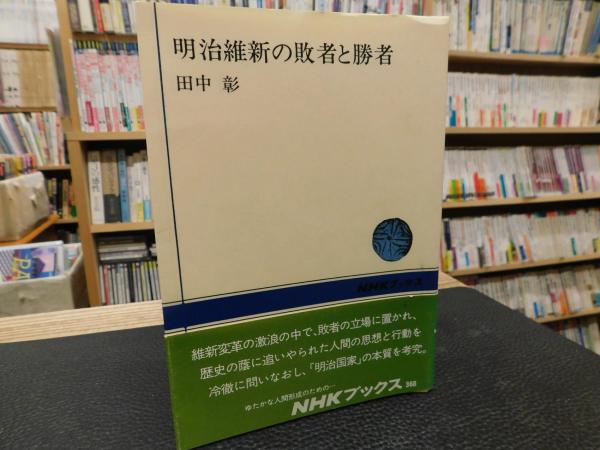 明治維新の敗者と勝者
田中 彰
NHKブックス
維新変革の激浪の中で、敗者の立場に置かれ、
歴史の蔭に追いやられた人間の思想と行動を
冷徹に問いなおし、「明治国家」の本質を考究。
ゆたかな人間形成のための…
NHKブックス 368